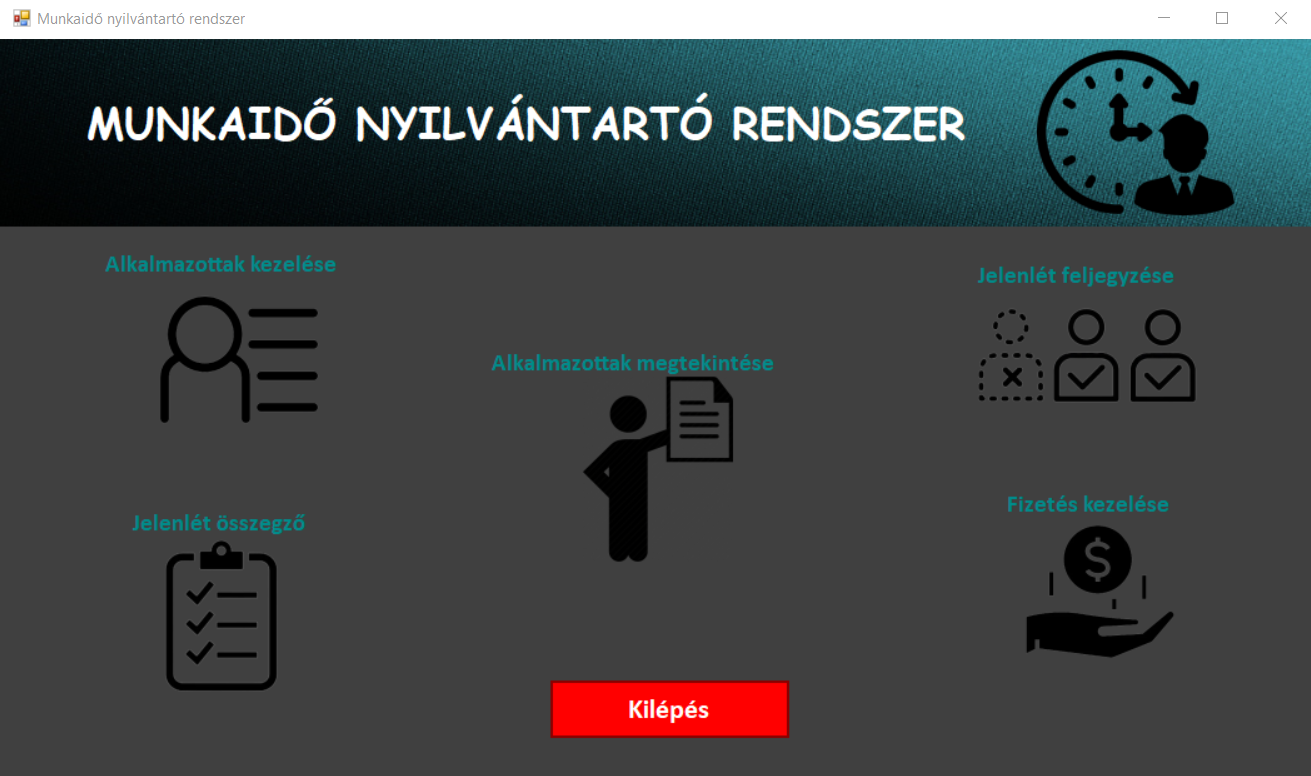 Munkaidő nyilvántartó rendszer
MUNKAIDŐ NYILVÁNTARTÓ RENDSZER
Alkalmazottak kezelése
Jelenlét feljegyzése
Alkalmazottak megtekintése
Jelenlét összegző
Fizetés kezelése
$
Kilépés